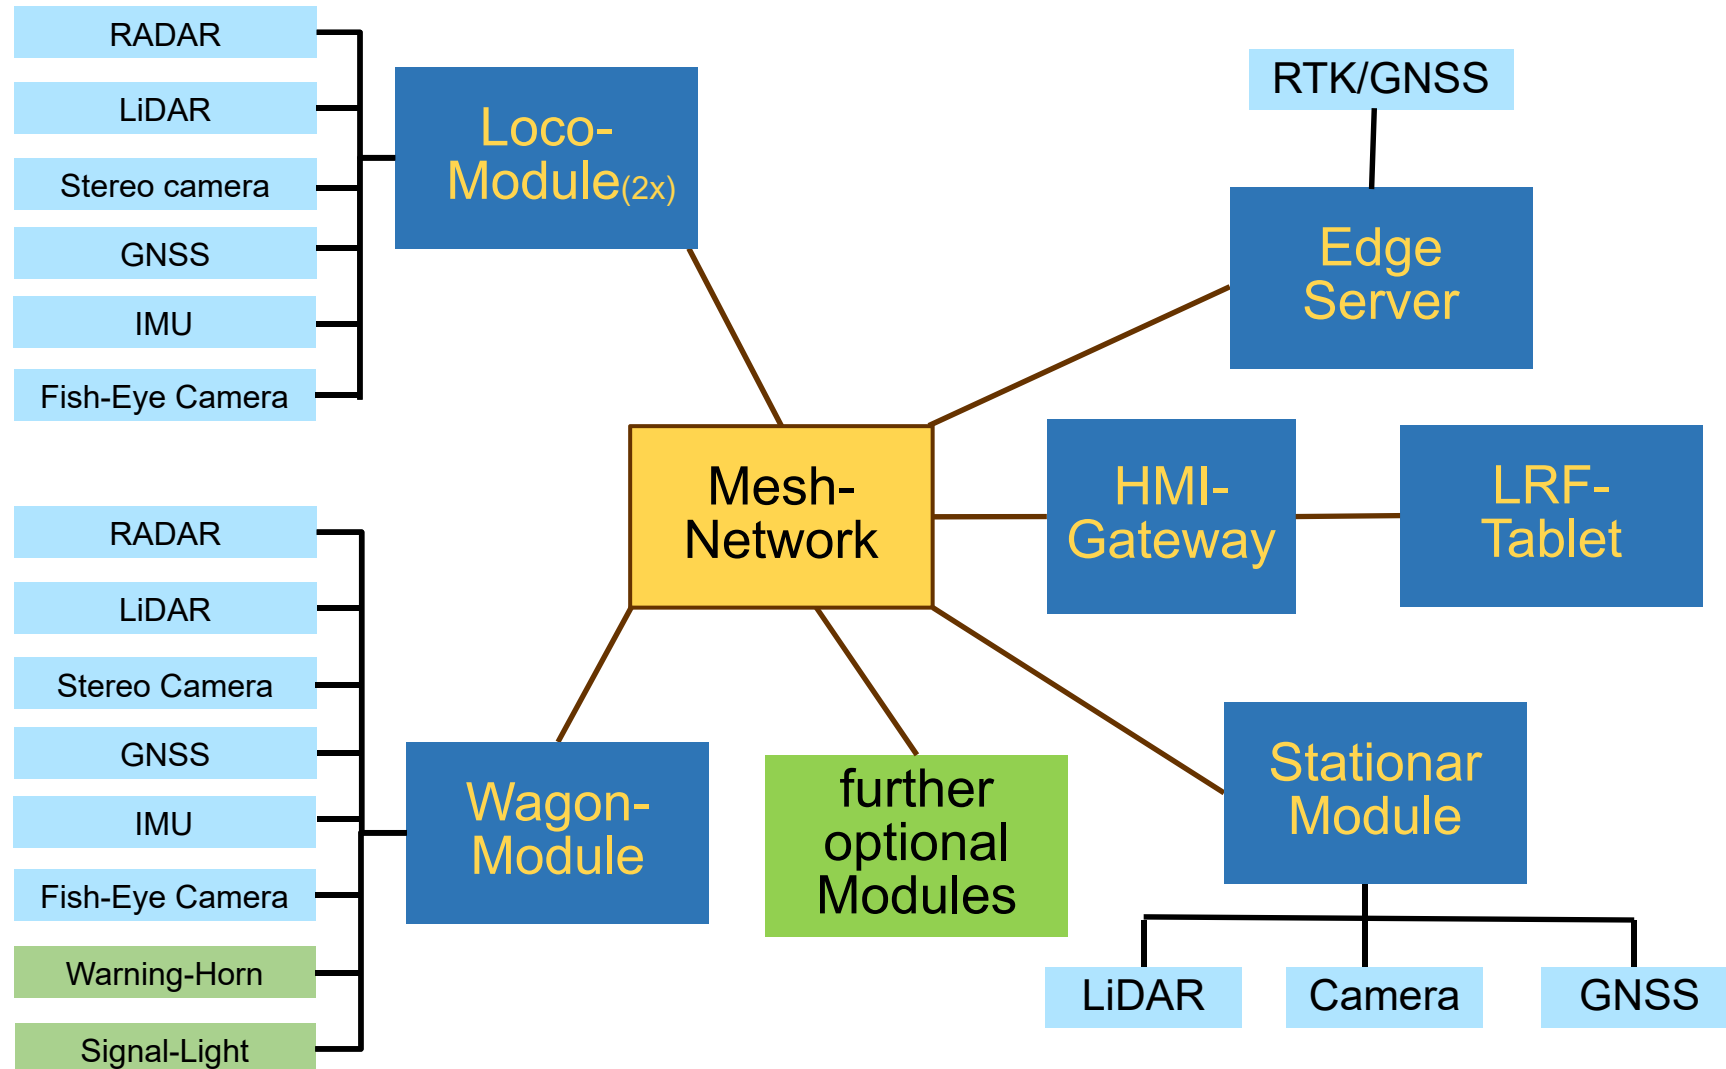 RADAR
LiDAR
Stereo camera
GNSS
IMU
Fish-Eye Camera
Loco-
Module(2x)
RTK/GNSS
Edge
Server
Mesh-
Network
HMI-
Gateway
LRF-
Tablet
RADAR
LiDAR
Stereo Camera
GNSS
IMU
Fish-Eye Camera
Warning-Horn
Signal-Light
Wagon-
Module
further
optional
Modules
Stationar
Module
LiDAR
Camera
GNSS